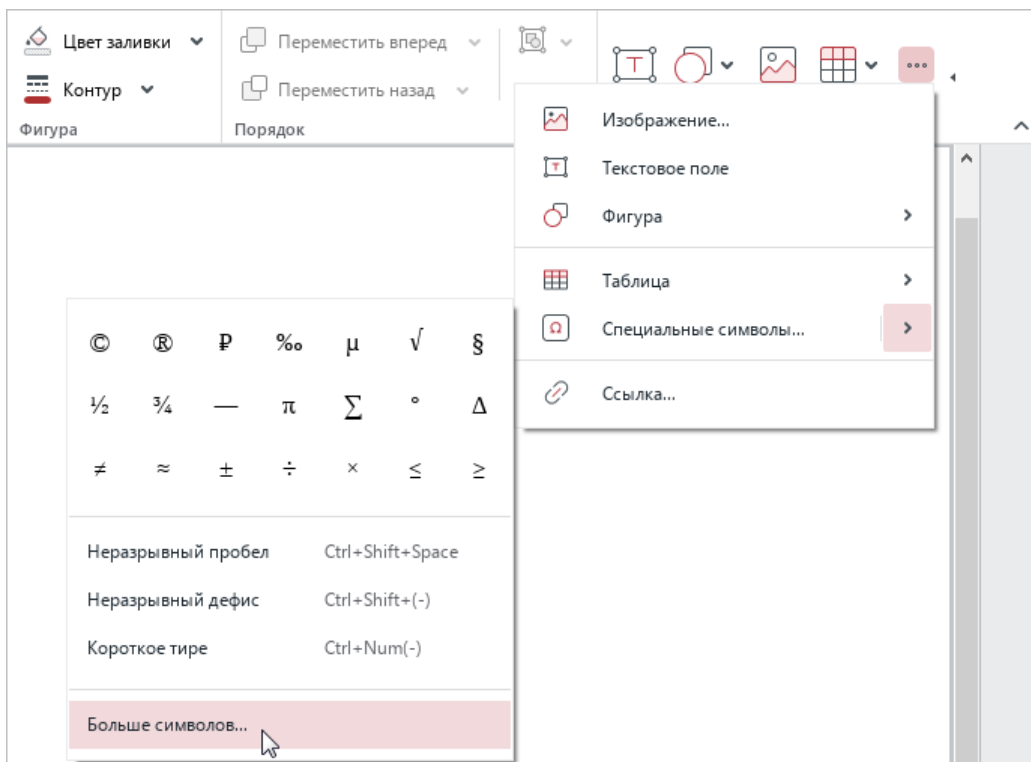 Цвет заливки
Контур
Фигура
Переместить вперед
Переместить назад
Порядок
Изображение...
Текстовое поле
Фигура
Таблица
Специальные символы...
Ссылка...
© ® ₽ ‰ µ √ §
½ ¾ — π ∑ ° Δ
≠ ≈ ± ÷ × ≤ ≥
Неразрывный пробел Ctrl+Shift+Space
Неразрывный дефис Ctrl+Shift+(-)
Короткое тире Ctrl+Num(-)
Больше символов...